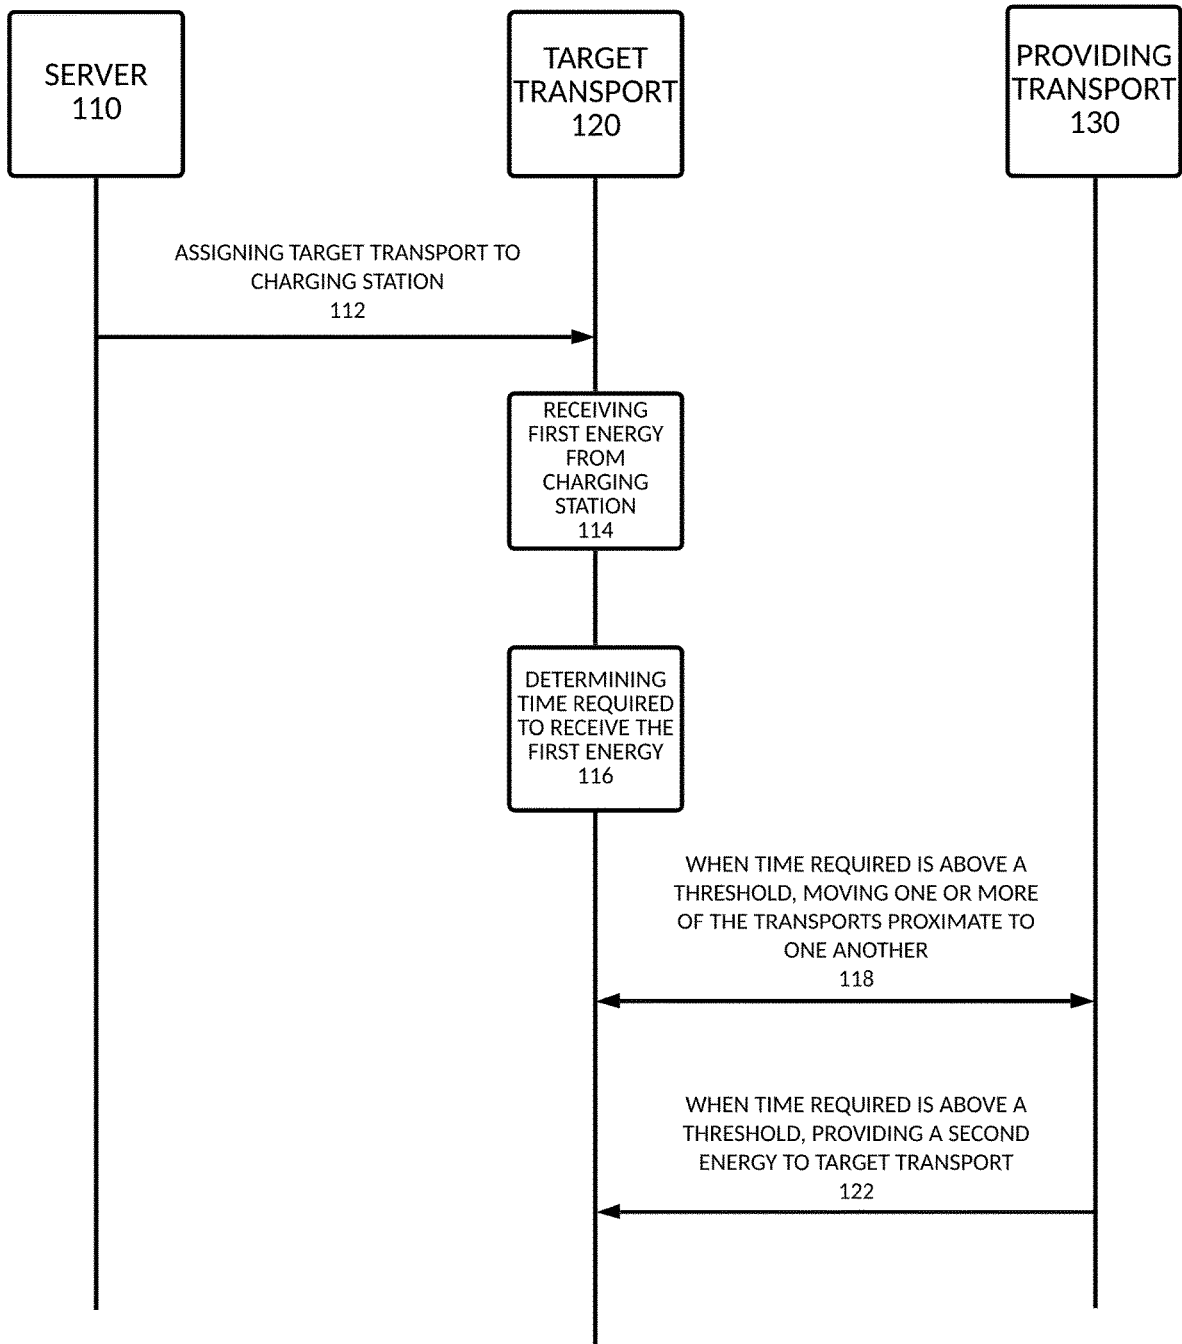 SERVER
110
TARGET
TRANSPORT
120
PROVIDING
TRANSPORT
130
ASSIGNING TARGET TRANSPORT TO
CHARGING STATION
112
RECEIVING
FIRST ENERGY
FROM
CHARGING
STATION
114
DETERMINING
TIME REQUIRED
TO RECEIVE THE
FIRST ENERGY
116
WHEN TIME REQUIRED IS ABOVE A
THRESHOLD, MOVING ONE OR MORE
OF THE TRANSPORTS PROXIMATE TO
ONE ANOTHER
118
WHEN TIME REQUIRED IS ABOVE A
THRESHOLD, PROVIDING A SECOND
ENERGY TO TARGET TRANSPORT
122